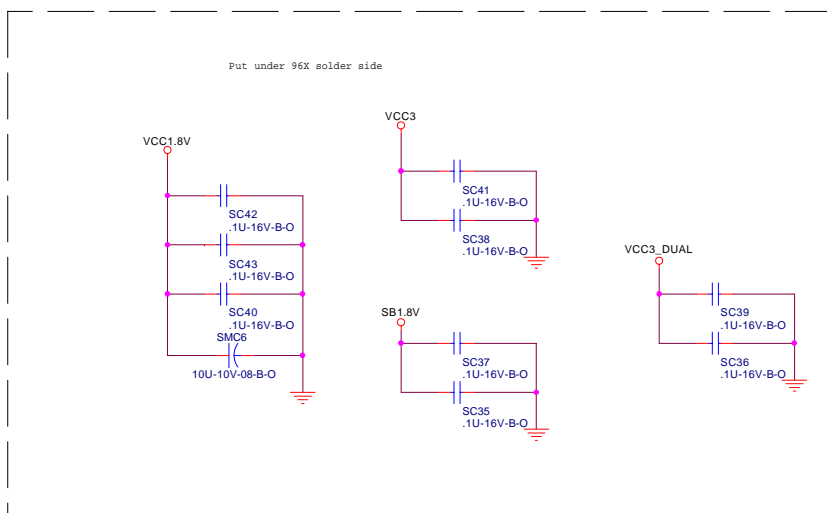 Put under 96X solder side
VCC1.8V
SC42
.1U-16V-B-O
SC43
.1U-16V-B-O
SC40
.1U-16V-B-O
SMC6
10U-10V-08-B-O
VCC3
SC41
.1U-16V-B-O
SC38
.1U-16V-B-O
SB1.8V
SC37
.1U-16V-B-O
SC35
.1U-16V-B-O
VCC3_DUAL
SC39
.1U-16V-B-O
SC36
.1U-16V-B-O